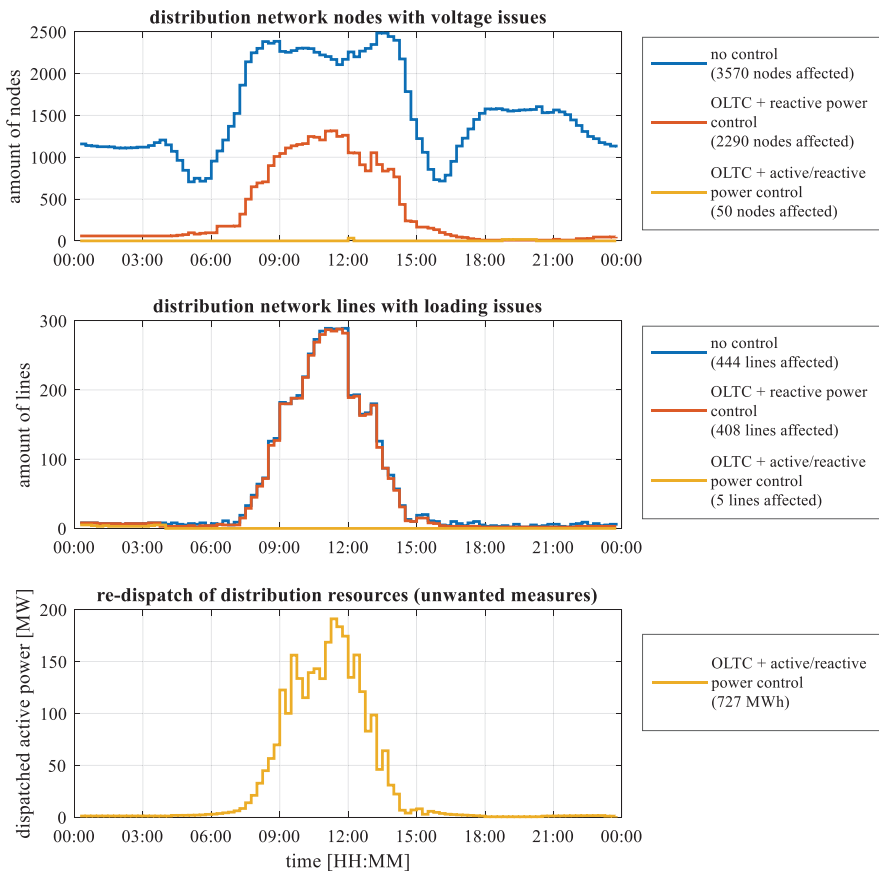 distribution network nodes with voltage issues
amount of nodes
2500
2000
1500
1000
500
0
00:00 03:00 06:00 09:00 12:00 15:00 18:00 21:00 00:00
no control
(3570 nodes affected)
OLTC + reactive power
control
(2290 nodes affected)
OLTC + active/reactive
power control
(50 nodes affected)
distribution network lines with loading issues
amount of lines
300
200
100
0
00:00 03:00 06:00 09:00 12:00 15:00 18:00 21:00 00:00
no control
(444 lines affected)
OLTC + reactive power
control
(408 lines affected)
OLTC + active/reactive
power control
(5 lines affected)
re-dispatch of distribution resources (unwanted measures)
dispatched active power [MW]
200
150
100
50
0
00:00 03:00 06:00 09:00 12:00 15:00 18:00 21:00 00:00
time [HH:MM]
OLTC + active/reactive
power control
(727 MWh)